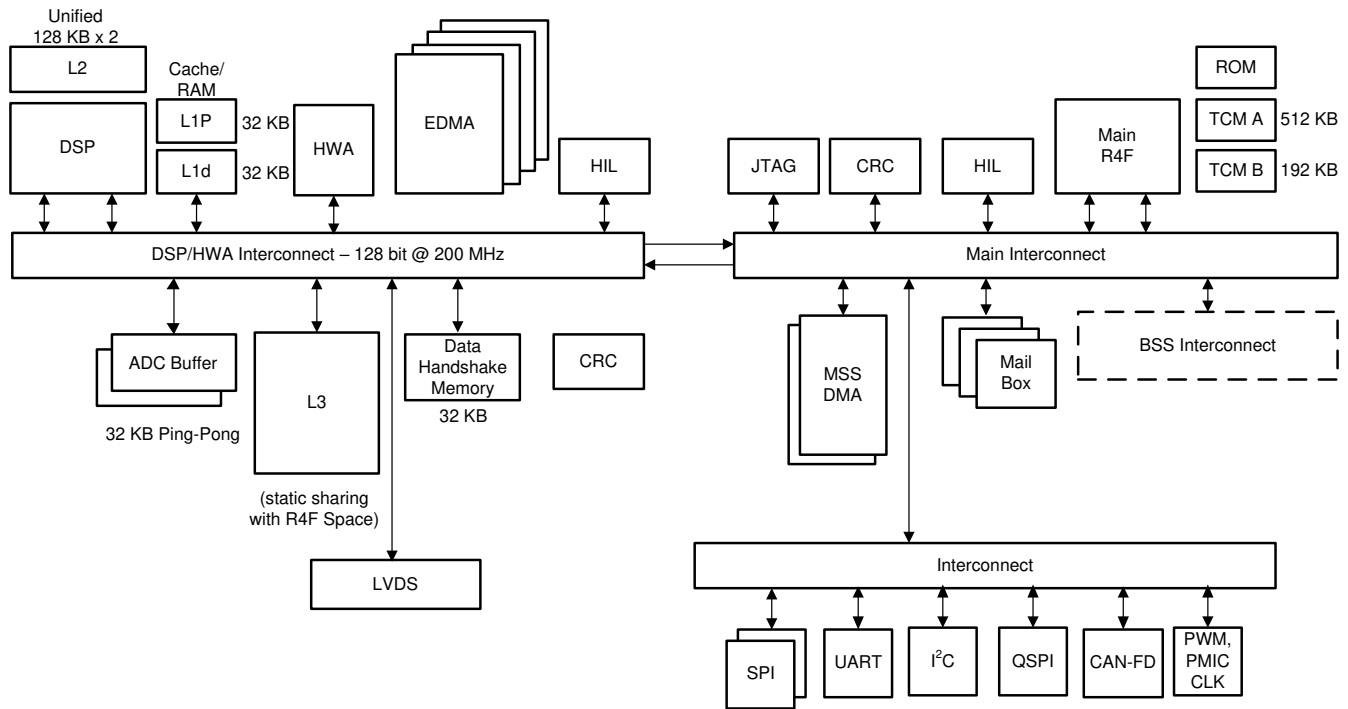 Unified
128 KB x 2
L2
Cache/
RAM
DSP
L1P
32 KB
L1d
32 KB
HWA
EDMA
HIL
JTAG
CRC
HIL
Main
R4F
ROM
TCM A
512 KB
TCM B
192 KB
DSP/HWA Interconnect – 128 bit @ 200 MHz
Main Interconnect
ADC Buffer
32 KB Ping-Pong
L3
(static sharing
with R4F Space)
Data
Handshake
Memory
32 KB
CRC
LVDS
MSS
DMA
Mail
Box
BSS Interconnect
Interconnect
SPI
UART
I²C
QSPI
CAN-FD
PWM,
PMIC
CLK